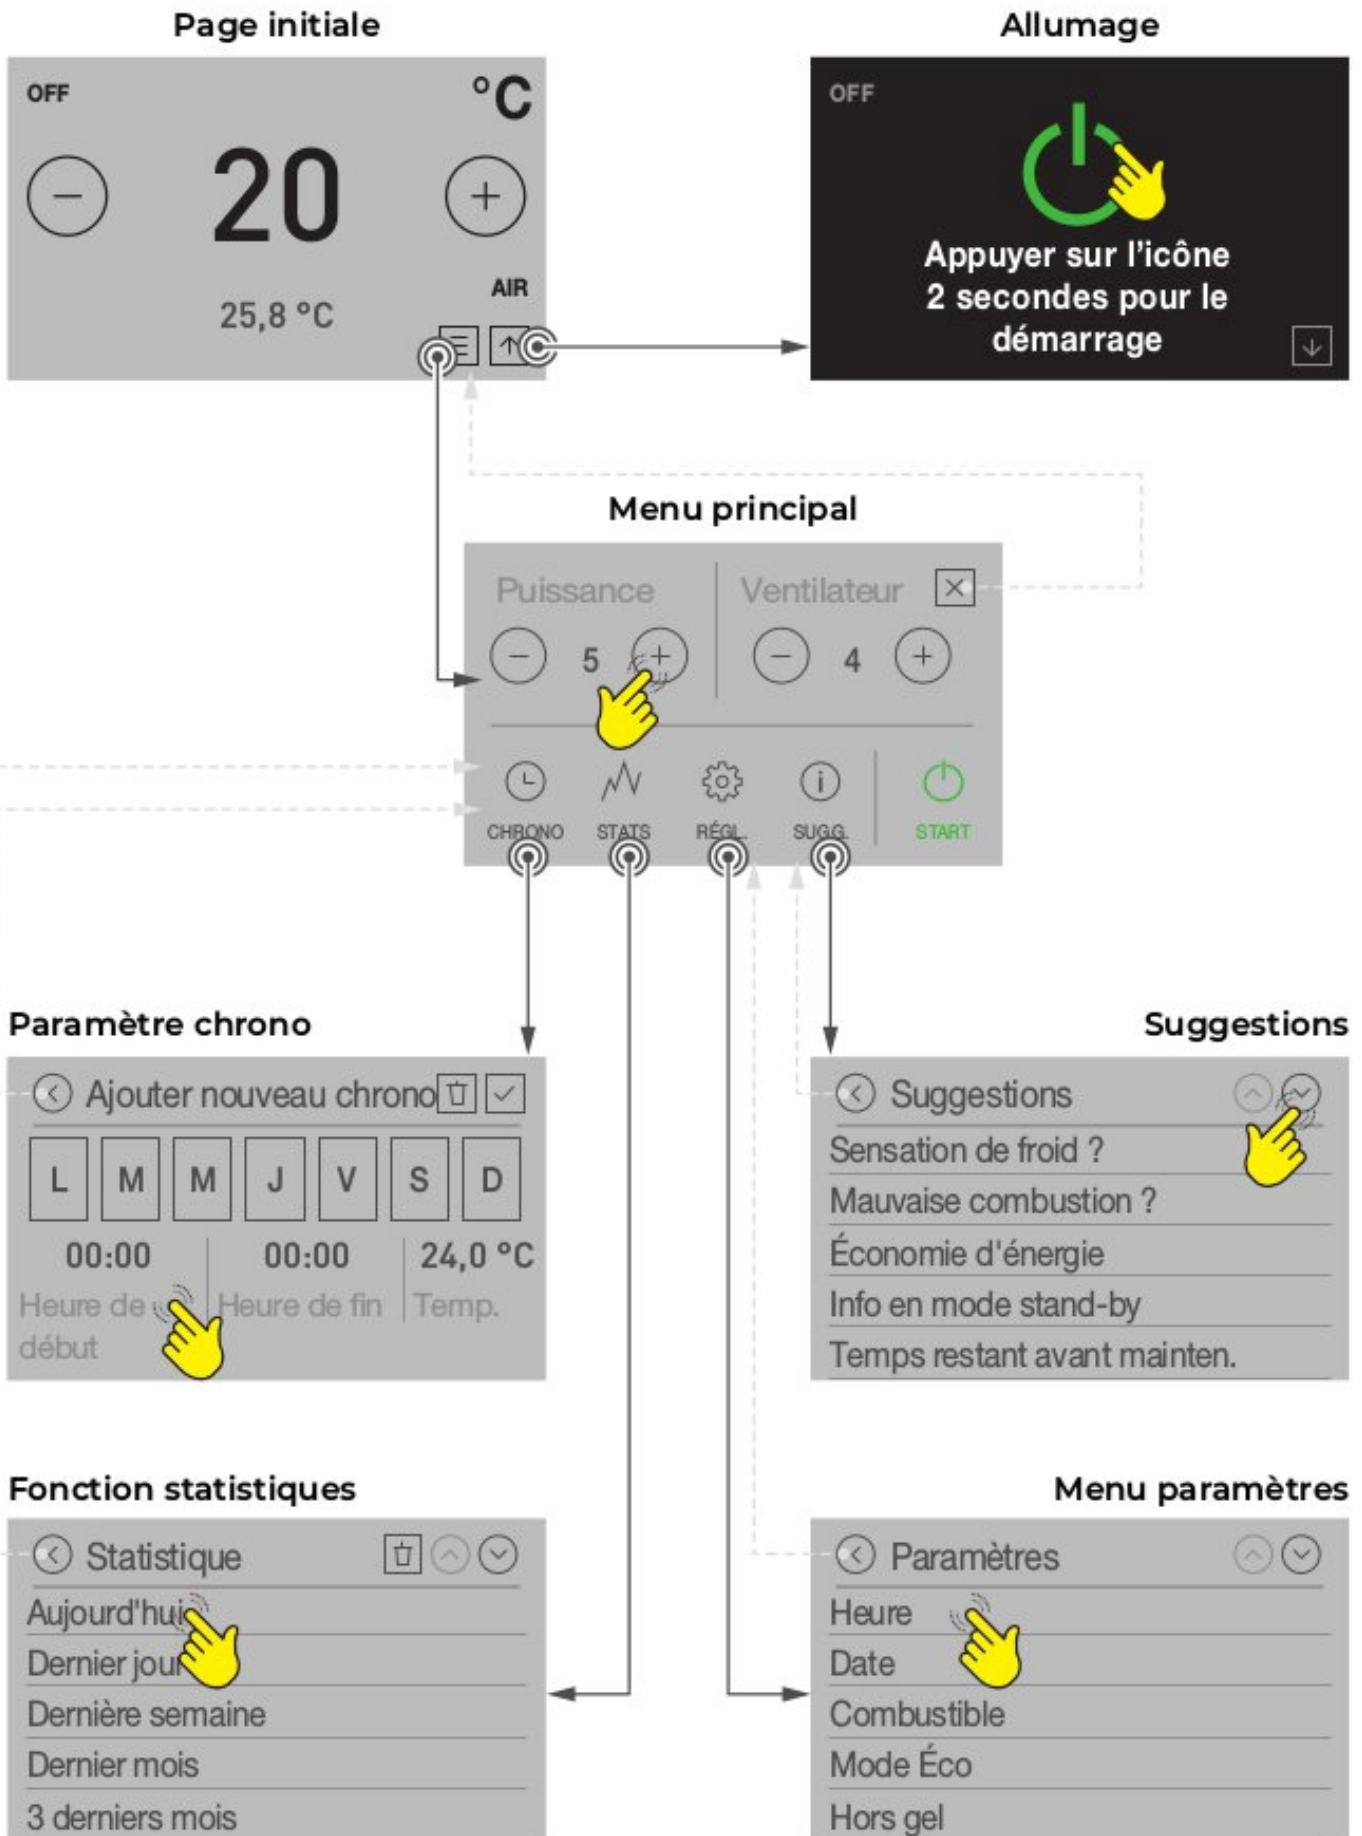 Page initiale
OFF
°C
20
25,8 °C
AIR
Allumage
OFF
Appuyer sur l'icône
2 secondes pour le
démarrage
Menu principal
Puissance
Ventilateur
5
4
CHRONO STATS RÉGL. SUGG. START
Paramètre chrono
Ajouter nouveau chrono
L M M J V S D
00:00 00:00 24,0 °C
Heure de Heure de fin Temp.
début
Suggestions
Suggestions
Sensation de froid ?
Mauvaise combustion ?
Économie d'énergie
Info en mode stand-by
Temps restant avant mainten.
Fonction statistiques
Statistique
Aujourd'hui
Dernier jour
Dernière semaine
Dernier mois
3 derniers mois
Menu paramètres
Paramètres
Heure
Date
Combustible
Mode Éco
Hors gel